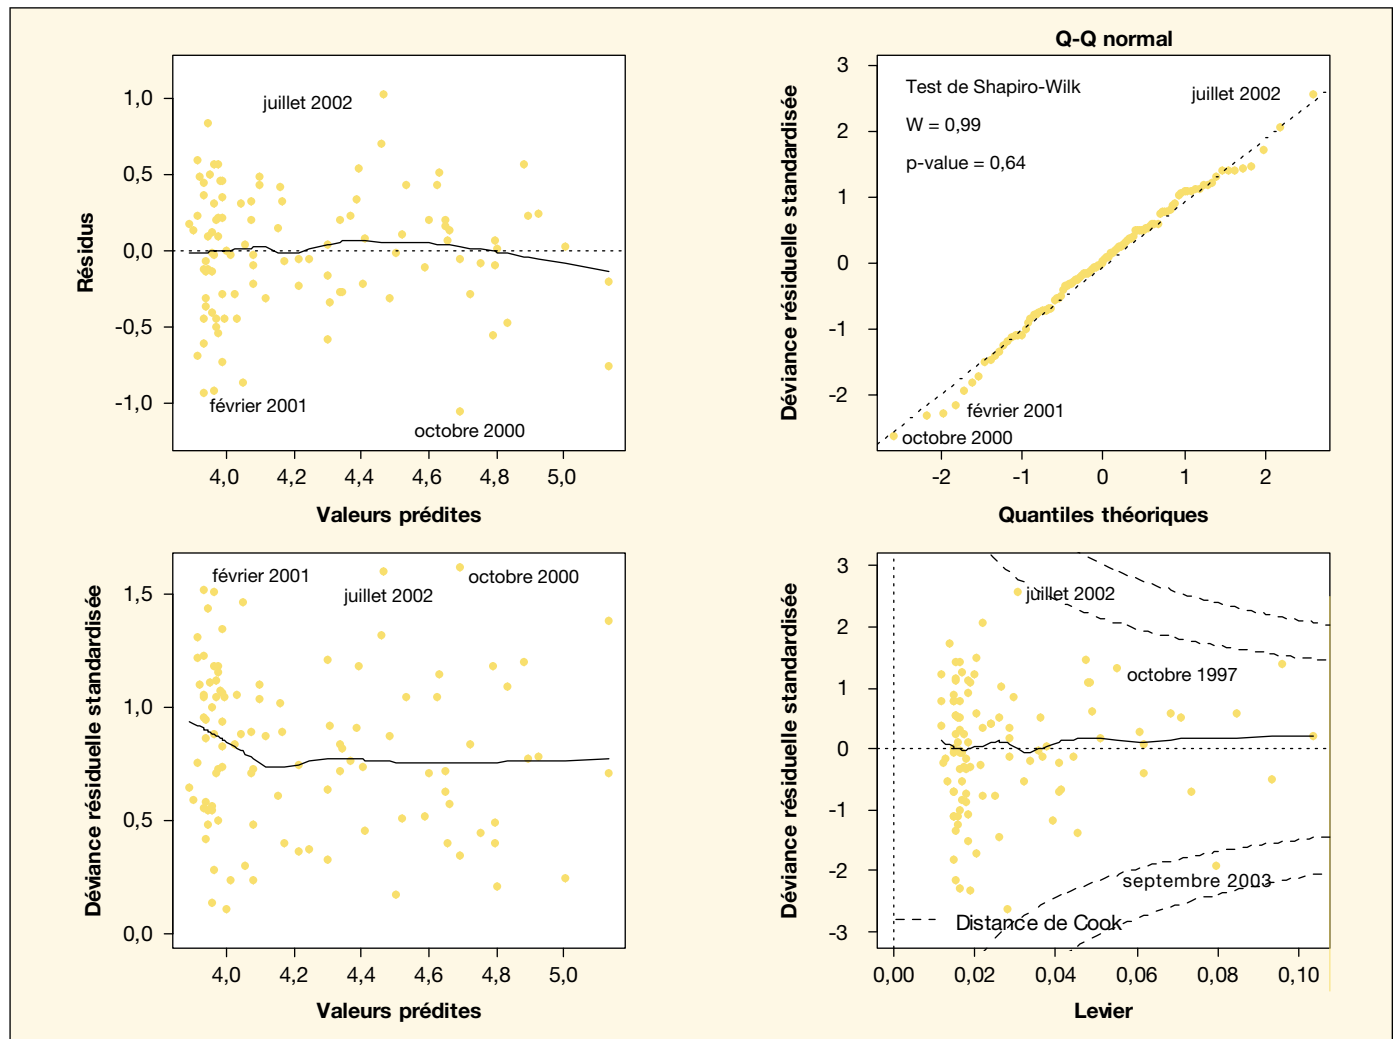 1,0
0,5
0,0
-0,5
-1,0
Résidus
juillet 2002
février 2001
octobre 2000
4,0 4,2 4,4 4,6 4,8 5,0
Valeurs prédites
Q-Q normal
3
2
1
0
-1
-2
Déviance résiduelle standardisée
Test de Shapiro-Wilk
W = 0,99
p-value = 0,64
juillet 2002
février 2001
octobre 2000
-2 -1 0 1 2
Quantiles théoriques
1,5
1,0
0,5
0,0
Déviance résiduelle standardisée
février 2001
juillet 2002
octobre 2000
4,0 4,2 4,4 4,6 4,8 5,0
Valeurs prédites
3
2
1
0
-1
-2
-3
Déviance résiduelle standardisée
juillet 2002
octobre 1997
septembre 2003
Distance de Cook
0,00 0,02 0,04 0,06 0,08 0,10
Levier